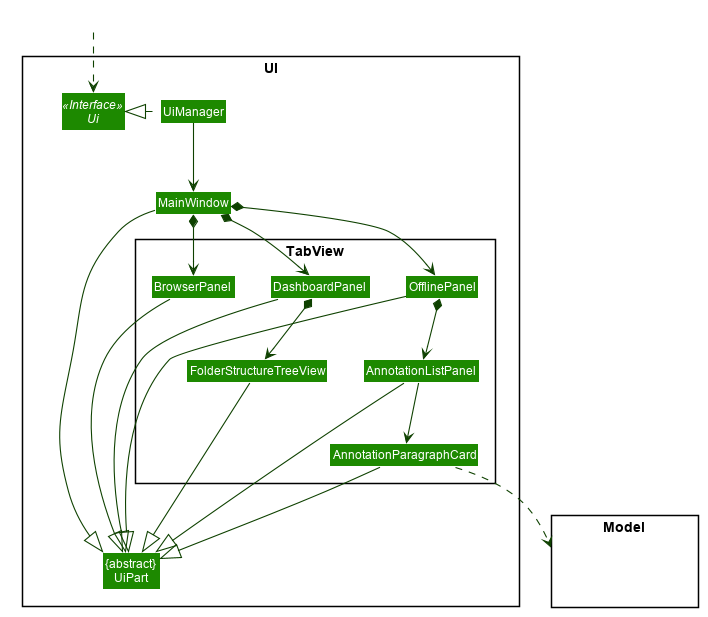 UI
«Interface»
Ui
UiManager
MainWindow
TabView
BrowserPanel
DashboardPanel
OfflinePanel
FolderStructureTreeView
AnnotationListPanel
AnnotationParagraphCard
Model
{abstract}
UiPart